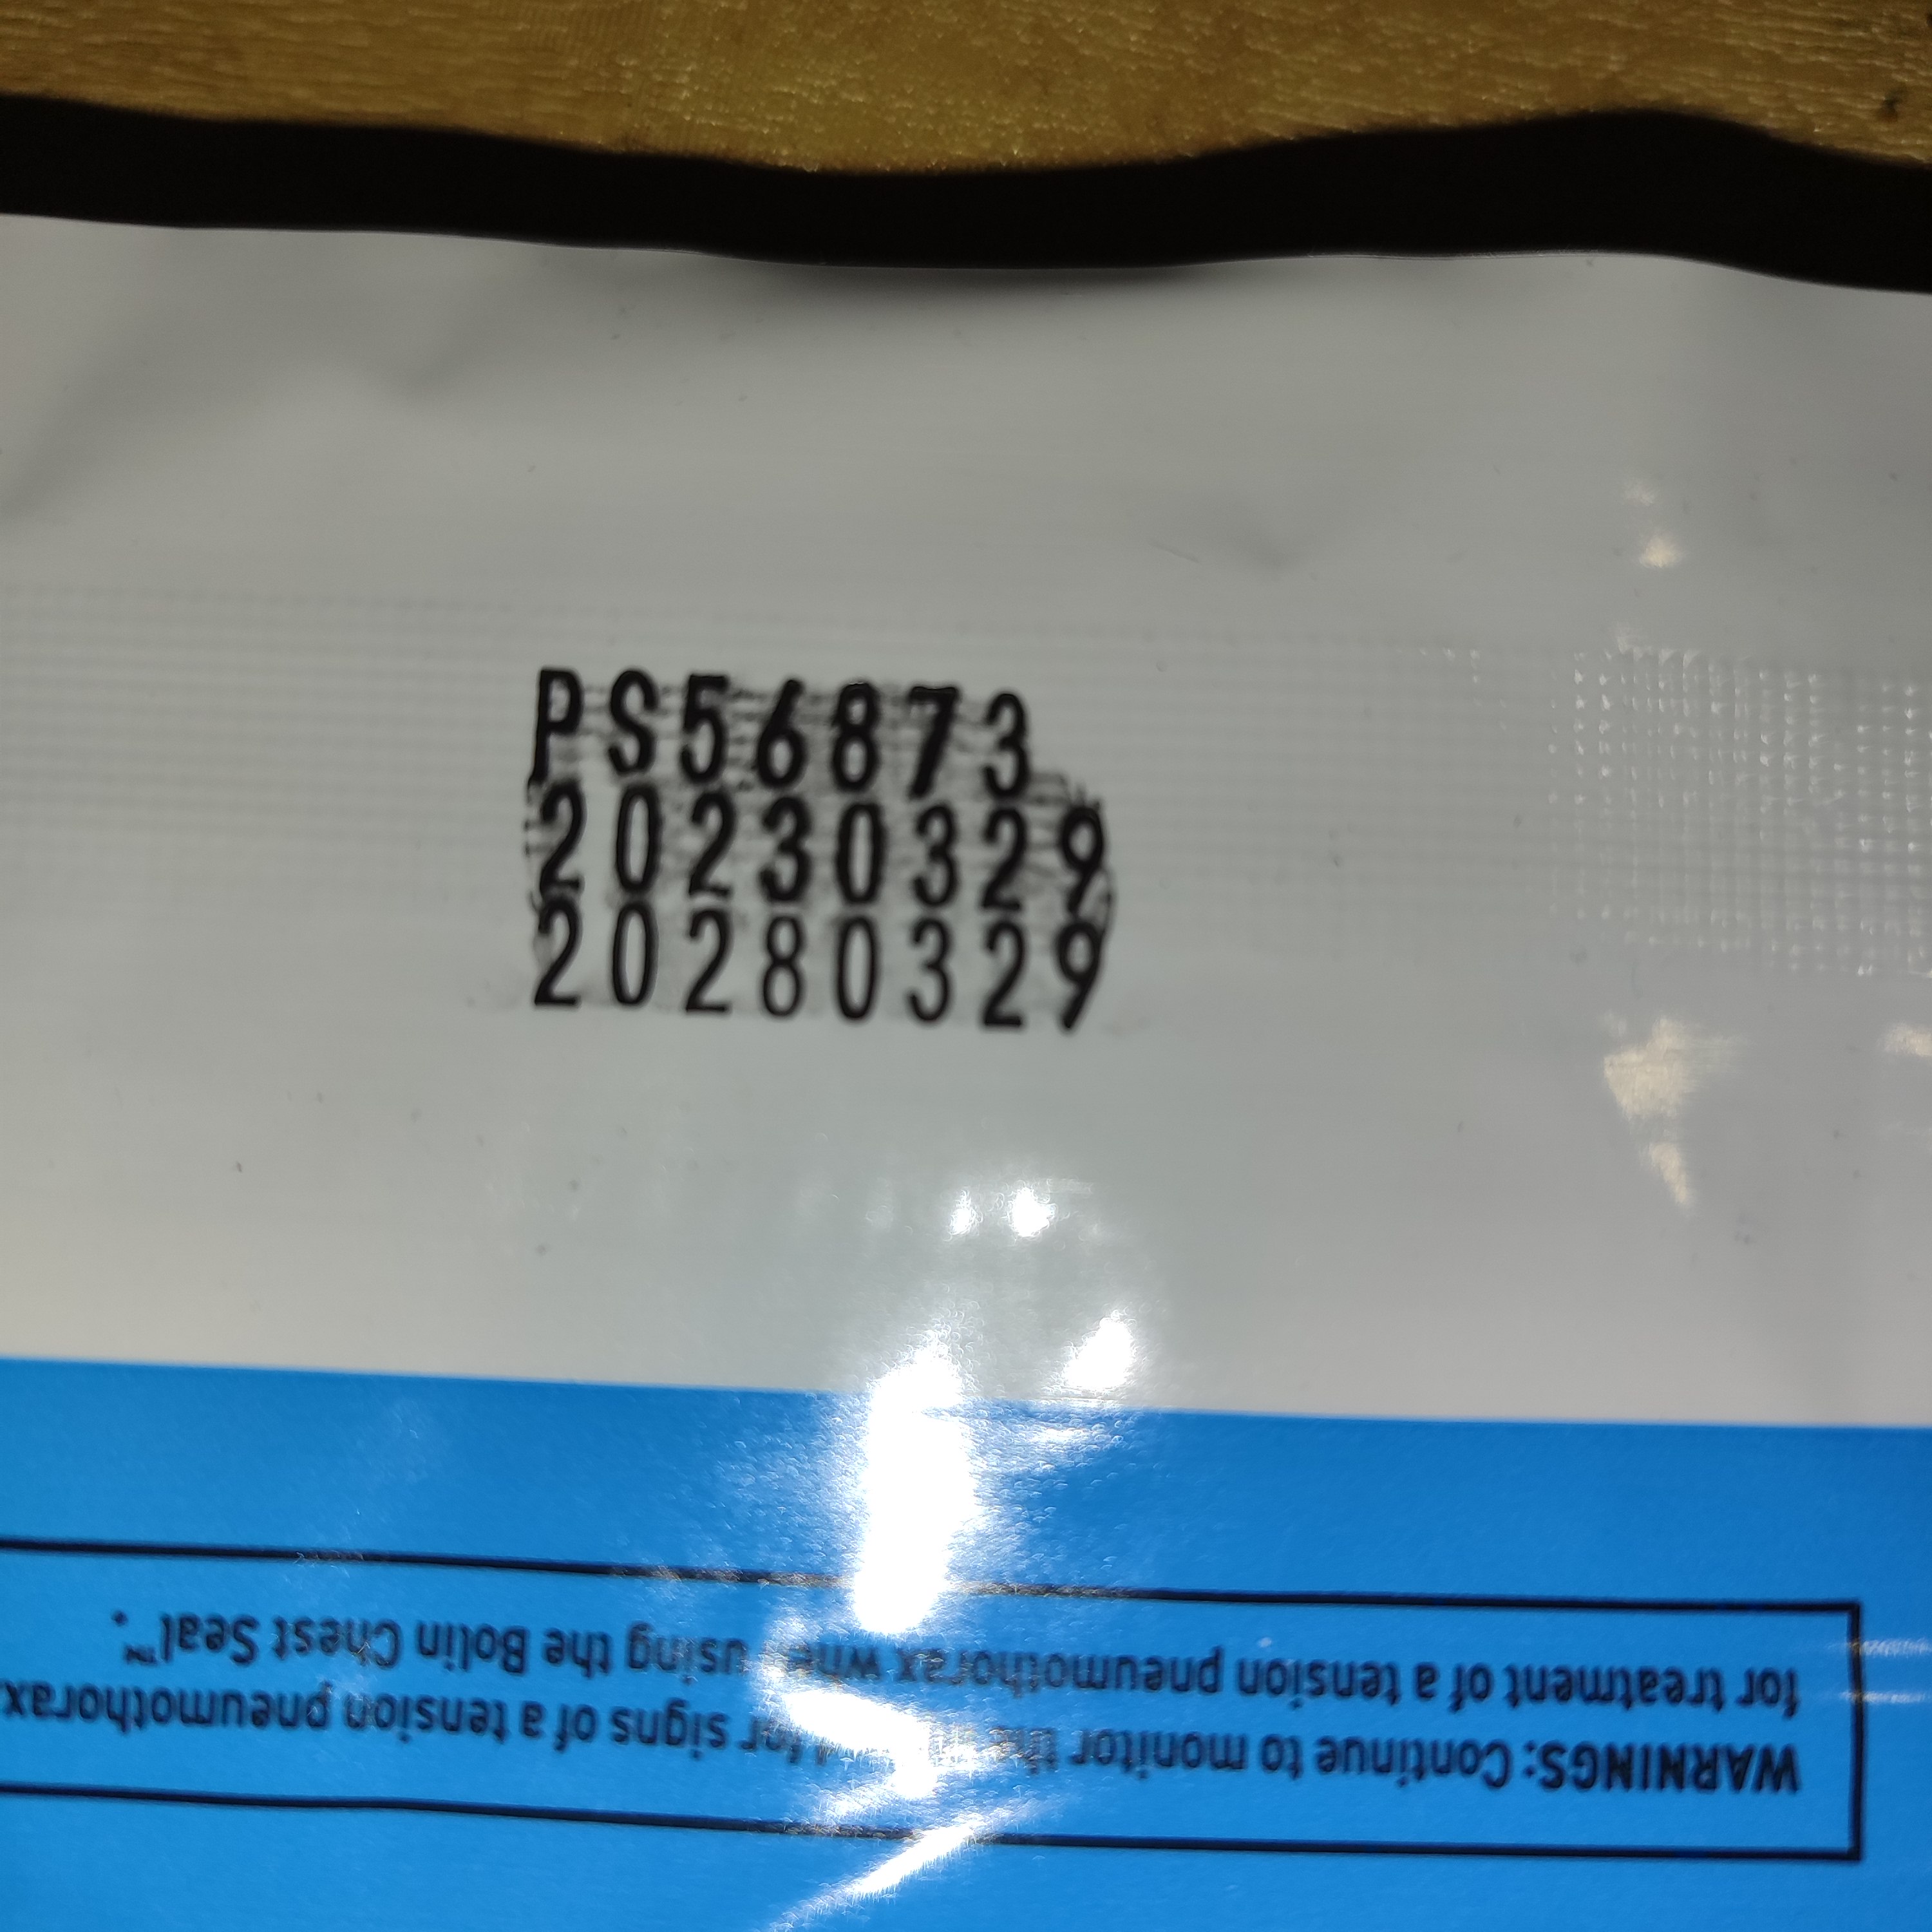 PS56873
20230329
20280329
WARNINGS: Continue to monitor the for signs of a tension pneumothorax
for treatment of a tension pneumothorax when using the Bolin Chest Seal™.